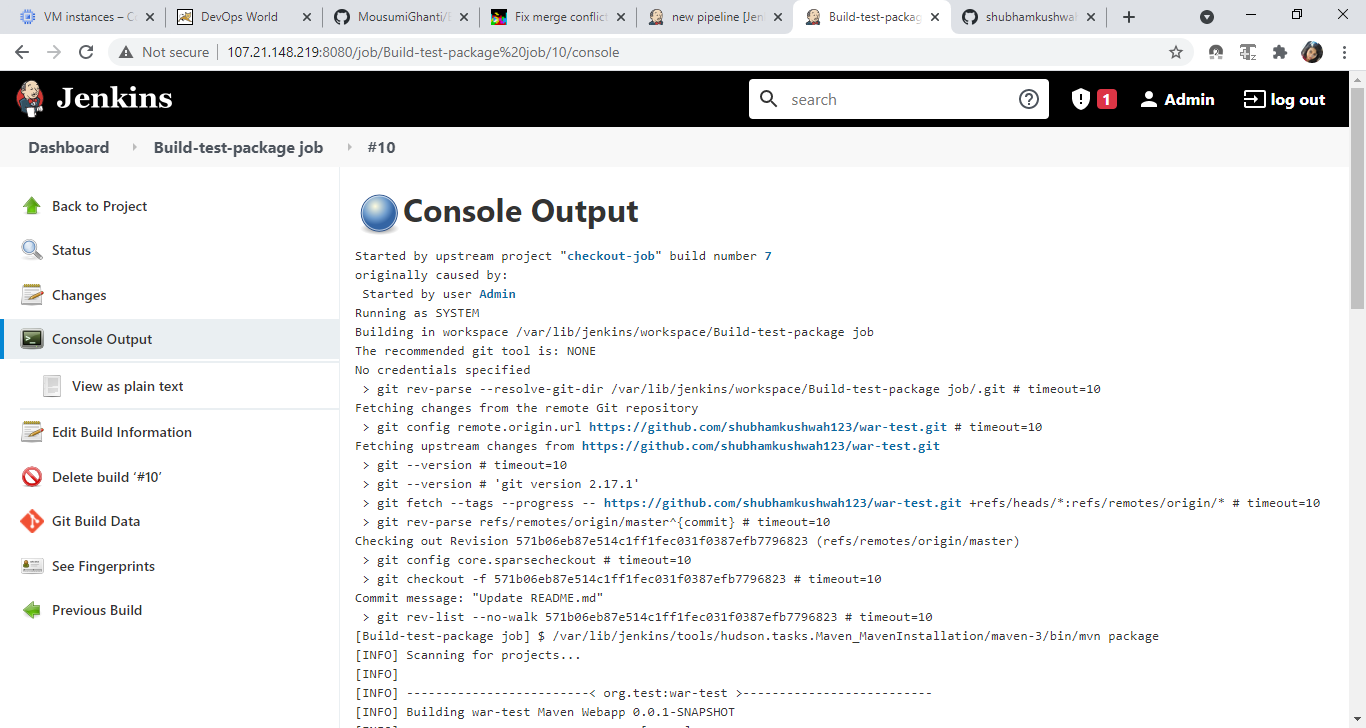 VM instances – C
DevOps World
MousumiGhanti/
Fix merge conflict
new pipeline [Jen
Build-test-packag
shubhamkushwa
Not secure
107.21.148.219:8080/job/Build-test-package%20job/10/console
Jenkins
search
1
Admin
log out
Dashboard
Build-test-package job
#10
Back to Project
Status
Changes
Console Output
View as plain text
Edit Build Information
Delete build ‘#10’
Git Build Data
See Fingerprints
Previous Build
Console Output
Started by upstream project "checkout-job" build number 7
originally caused by:
Started by user Admin
Running as SYSTEM
Building in workspace /var/lib/jenkins/workspace/Build-test-package job
The recommended git tool is: NONE
No credentials specified
> git rev-parse --resolve-git-dir /var/lib/jenkins/workspace/Build-test-package job/.git # timeout=10
Fetching changes from the remote Git repository
> git config remote.origin.url https://github.com/shubhamkushwah123/war-test.git # timeout=10
Fetching upstream changes from https://github.com/shubhamkushwah123/war-test.git
> git --version # timeout=10
> git --version # 'git version 2.17.1'
> git fetch --tags --progress -- https://github.com/shubhamkushwah123/war-test.git +refs/heads/*:refs/remotes/origin/* # timeout=10
> git rev-parse refs/remotes/origin/master^{commit} # timeout=10
Checking out Revision 571b06eb87e514c1ff1fec031f0387efb7796823 (refs/remotes/origin/master)
> git config core.sparsecheckout # timeout=10
> git checkout -f 571b06eb87e514c1ff1fec031f0387efb7796823 # timeout=10
Commit message: "Update README.md"
> git rev-list --no-walk 571b06eb87e514c1ff1fec031f0387efb7796823 # timeout=10
[Build-test-package job] $ /var/lib/jenkins/tools/hudson.tasks.Maven_MavenInstallation/maven-3/bin/mvn package
[INFO] Scanning for projects...
[INFO]
[INFO] -------------------------< org.test:war-test >--------------------------
[INFO] Building war-test Maven Webapp 0.0.1-SNAPSHOT